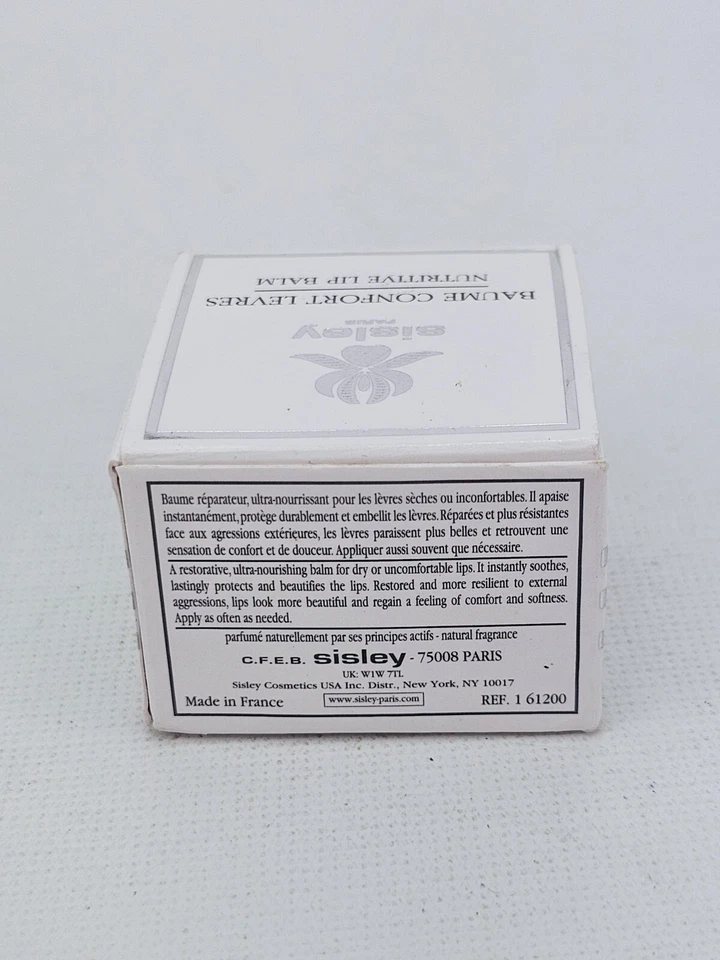 NUTRITIVE LIP BALM
BAUME CONFORT LEVRES
sisley
PARIS
Baume réparateur, ultra-nourrissant pour les lèvres sèches ou inconfortables. Il apaise
instantanément, protège durablement et embellit les lèvres. Réparées et plus résistantes
face aux agressions extérieures, les lèvres paraissent plus belles et retrouvent une
sensation de confort et de douceur. Appliquer aussi souvent que nécessaire.
A restorative, ultra-nourishing balm for dry or uncomfortable lips. It instantly soothes,
lastingly protects and beautifies the lips. Restored and more resilient to external
aggressions, lips look more beautiful and regain a feeling of comfort and softness.
Apply as often as needed.
parfumé naturellement par ses principes actifs - natural fragrance
C.F.E.B. sisley - 75008 PARIS
UK: W1W 7TL
Sisley Cosmetics USA Inc. Distr., New York, NY 10017
Made in France www.sisley-paris.com REF. 1 61200